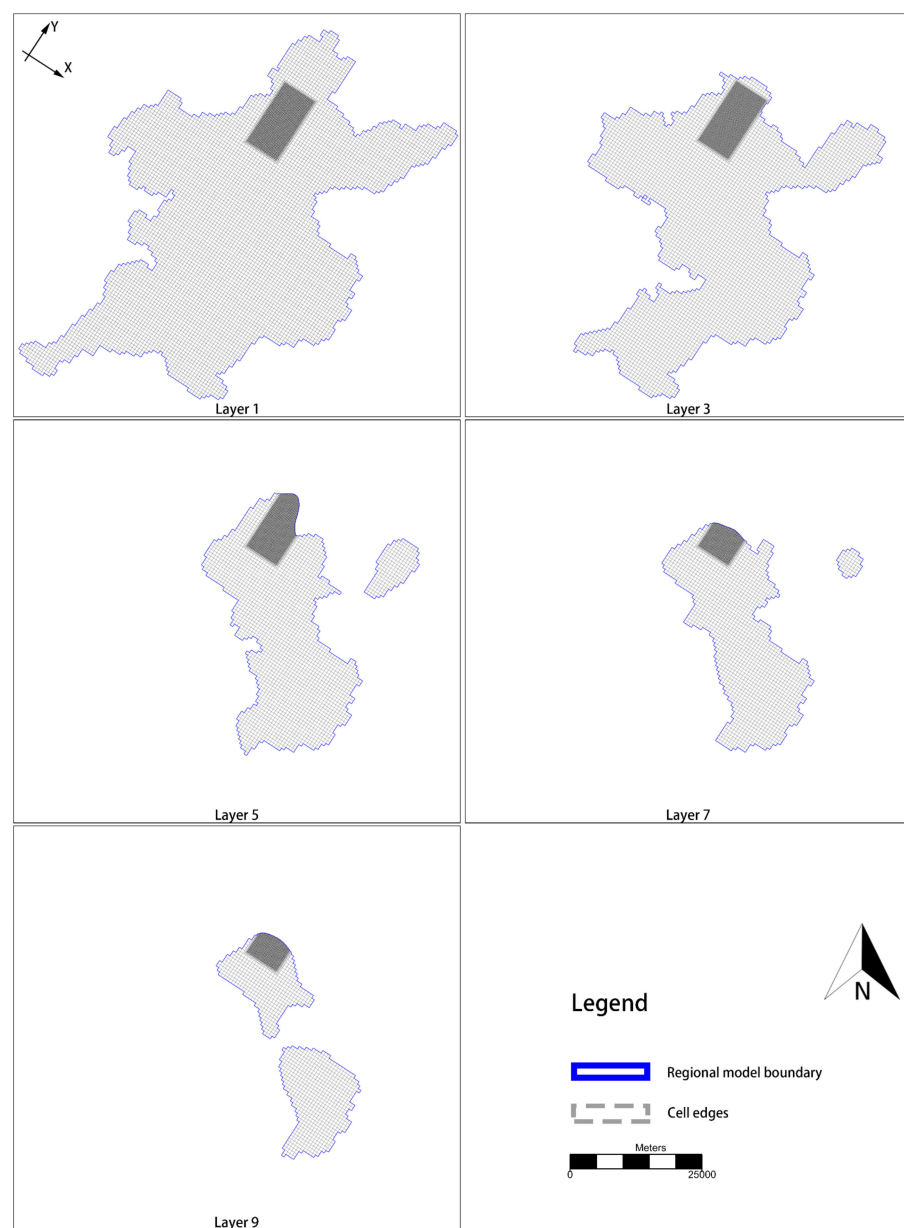 Y
X
Layer 1
Layer 3
Layer 5
Layer 7
Layer 9
N
Legend
Regional model boundary
Cell edges
Meters
0 25000